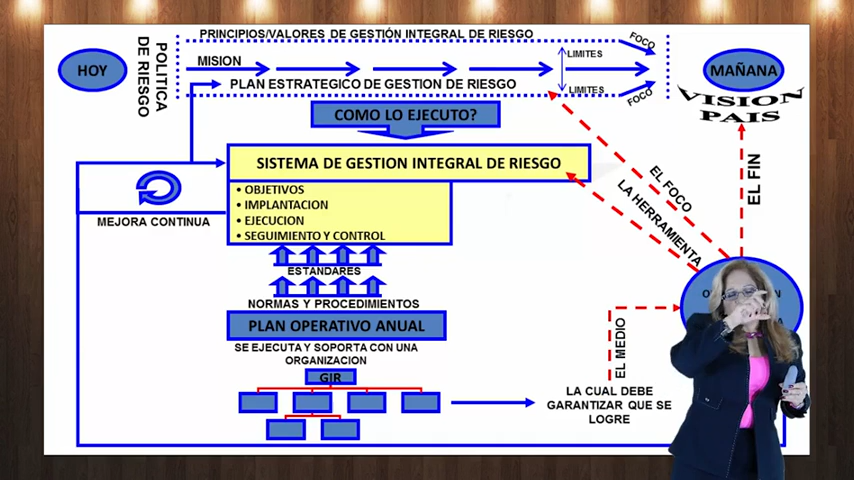 PRINCIPIOS/VALORES DE GESTIÓN INTEGRAL DE RIESGO
HOY
POLITICA
DE RIESGO
MISION
FOCO
LIMITES
MAÑANA
PLAN ESTRATEGICO DE GESTION DE RIESGO
LIMITES
FOCO
VISION
PAIS
COMO LO EJECUTO?
SISTEMA DE GESTION INTEGRAL DE RIESGO
• OBJETIVOS
• IMPLANTACION
• EJECUCION
• SEGUIMIENTO Y CONTROL
MEJORA CONTINUA
EL FOCO
LA HERRAMIENTA
EL FIN
ESTANDARES
NORMAS Y PROCEDIMIENTOS
PLAN OPERATIVO ANUAL
SE EJECUTA Y SOPORTA CON UNA
ORGANIZACION
GIR
EL MEDIO
LA CUAL DEBE
GARANTIZAR QUE SE
LOGRE